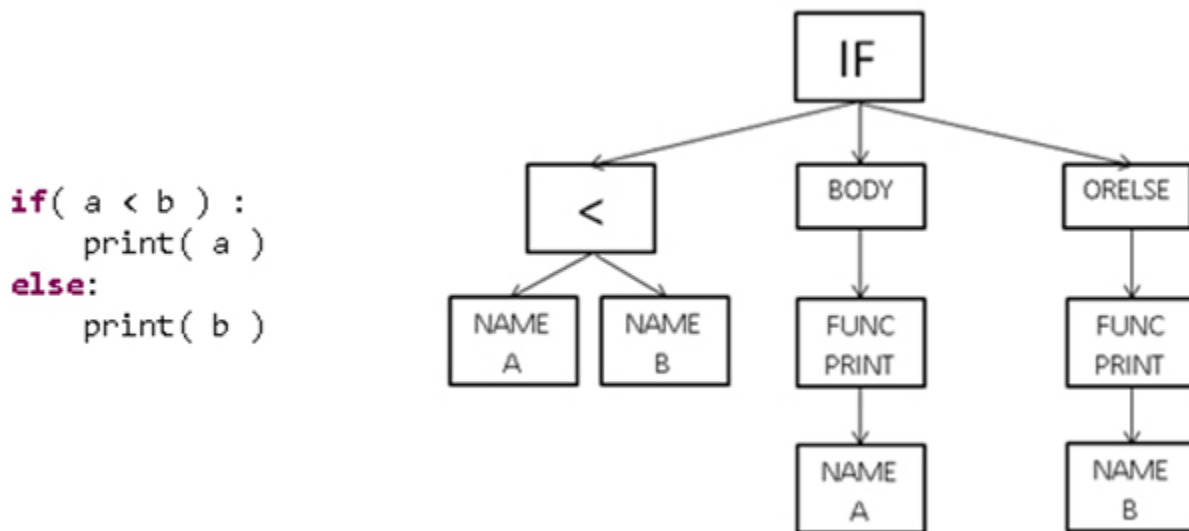 if( a < b ) :
print( a )
else:
print( b )
IF
<
BODY
ORELSE
NAME
A
NAME
B
FUNC
PRINT
FUNC
PRINT
NAME
A
NAME
B